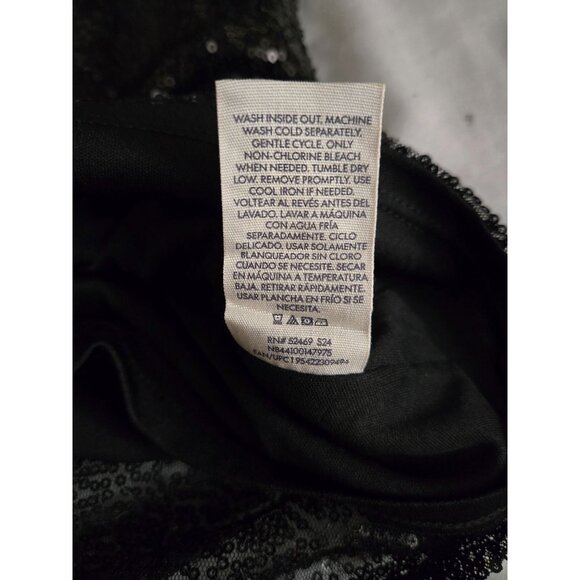 WASH INSIDE OUT. MACHINE
WASH COLD SEPARATELY.
GENTLE CYCLE. ONLY
NON-CHLORINE BLEACH
WHEN NEEDED. TUMBLE DRY
LOW. REMOVE PROMPTLY. USE
COOL IRON IF NEEDED.
VOLTEAR AL REVÉS ANTES DEL
LAVADO. LAVAR A MÁQUINA
CON AGUA FRÍA
SEPARADAMENTE. CICLO
DELICADO. USAR SOLAMENTE
BLANQUEADOR SIN CLORO
CUANDO SE NECESITE. SECAR
EN MÁQUINA A TEMPERATURA
BAJA. RETIRAR RÁPIDAMENTE.
USAR PLANCHA EN FRÍO SI SE
NECESITA.
RN# 52469 S24
NB44100147975
EAN/UPC195422309494